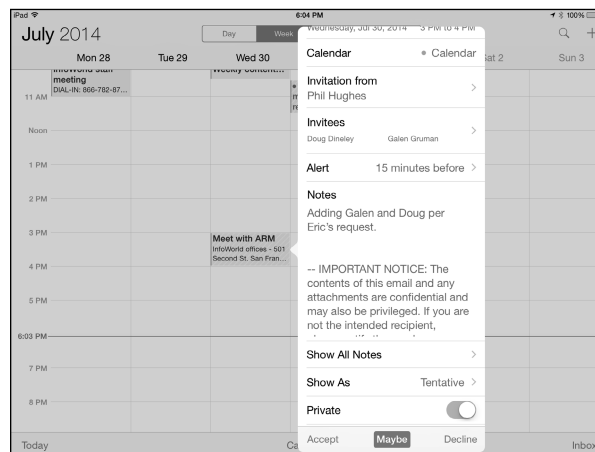 iPad
6:04 PM
100%
July 2014
Day
Week
Mon 28
Tue 29
Wed 30
Sat 2
Sun 3
meeting
DIAL-IN: 866-782-87...
11 AM
Noon
1 PM
2 PM
3 PM
4 PM
5 PM
6:03 PM
7 PM
8 PM
Meet with ARM
InfoWorld offices - 501
Second St. San Fran...
Wednesday, Jul 30, 2014 3 PM to 4 PM
Calendar Calendar
Invitation from
Phil Hughes
Invitees
Doug Dineley Galen Gruman
Alert 15 minutes before
Notes
Adding Galen and Doug per
Eric's request.
-- IMPORTANT NOTICE: The
contents of this email and any
attachments are confidential and
may also be privileged. If you are
not the intended recipient,
Show All Notes
Show As Tentative
Private
Accept Maybe Decline
Today
Ca
Inbox